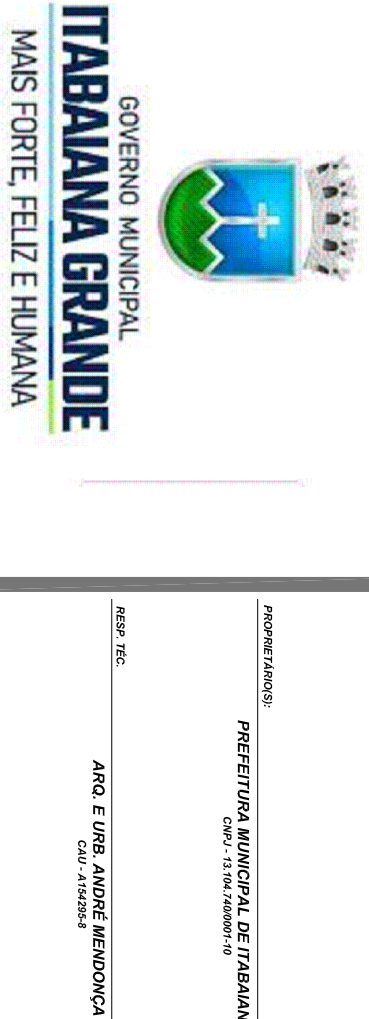 GOVERNO MUNICIPAL
ITABAIANA GRANDE
MAIS FORTE, FELIZ E HUMANA
PROPRIETÁRIO(S):
PREFEITURA MUNICIPAL DE ITABAIAN
CNPJ - 13.104.740/0001-10
RESP. TÉC.
ARQ. E URB. ANDRÉ MENDONÇA
CAU - A154295-8